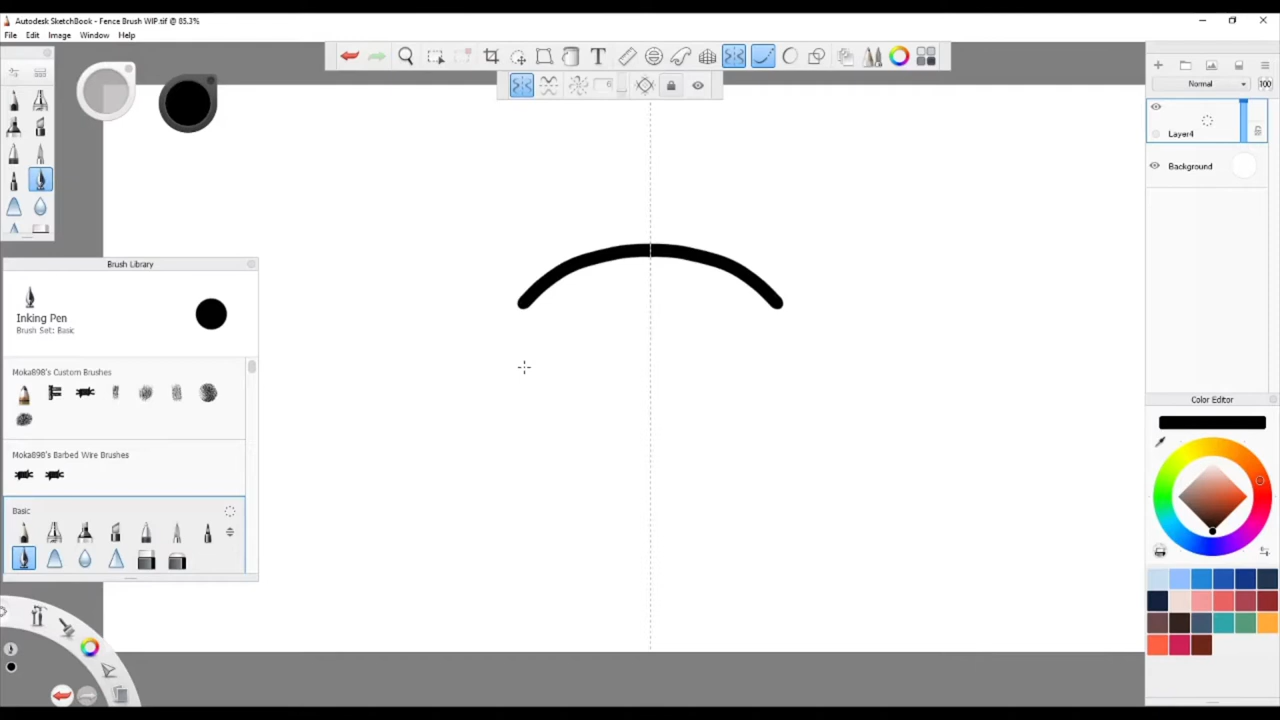 Autodesk SketchBook - Fence Brush WIP.tif @ 85.3%
File Edit Image Window Help
T
6
Normal 100
Layer4
Background
Brush Library
Inking Pen
Brush Set: Basic
Moka898's Custom Brushes
Moka898's Barbed Wire Brushes
Basic
Color Editor